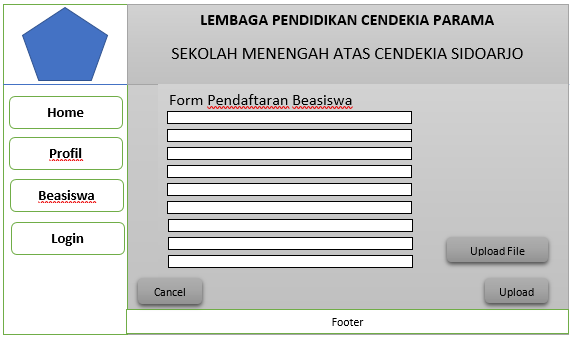 LEMBAGA PENDIDIKAN CENDEKIA PARAMA
SEKOLAH MENENGAH ATAS CENDEKIA SIDOARJO
Home
Profil
Beasiswa
Login
Form Pendaftaran Beasiswa
Upload File
Cancel
Upload
Footer